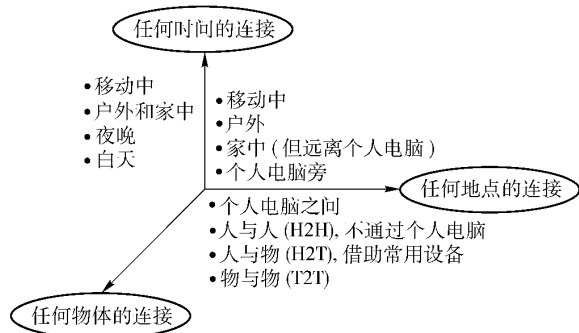 任何时间的连接
•移动中
•户外和家中
•夜晚
•白天
•移动中
•户外
•家中(但远离个人电脑)
•个人电脑旁
任何地点的连接
•个人电脑之间
•人与人(H2H),不通过个人电脑
•人与物(H2T),借助常用设备
•物与物(T2T)
任何物体的连接